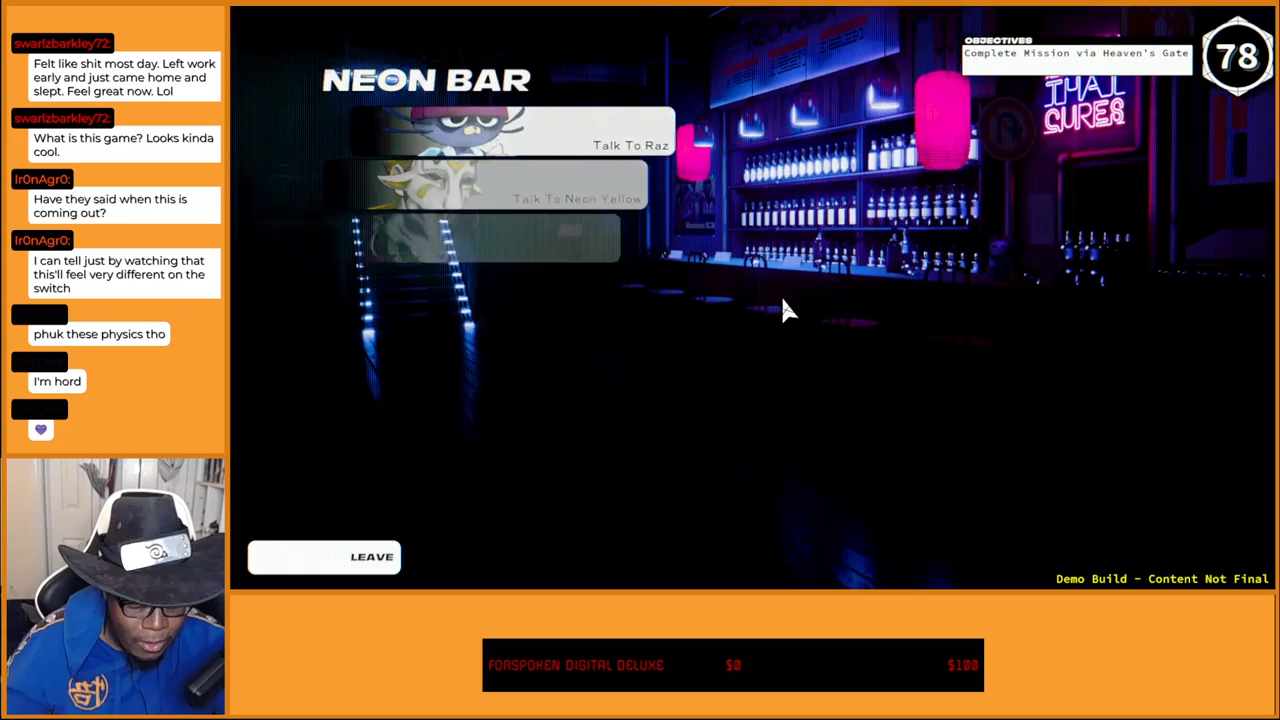 swarlzbarkley72:
Felt like shit most day. Left work
early and just came home and
slept. Feel great now. Lol
swarlzbarkley72:
What is this game? Looks kinda
cool.
Ir0nAgr0:
Have they said when this is
coming out?
Ir0nAgr0:
I can tell just by watching that
this'll feel very different on the
switch
phuk these physics tho
I'm hord
NEON BAR
Talk To Raz
Talk To Neon Yellow
OBJECTIVES
Complete Mission via Heaven's Gate
78
THAT
CURES
LEAVE
Demo Build - Content Not Final
FORSPOKEN DIGITAL DELUXE $0 $100